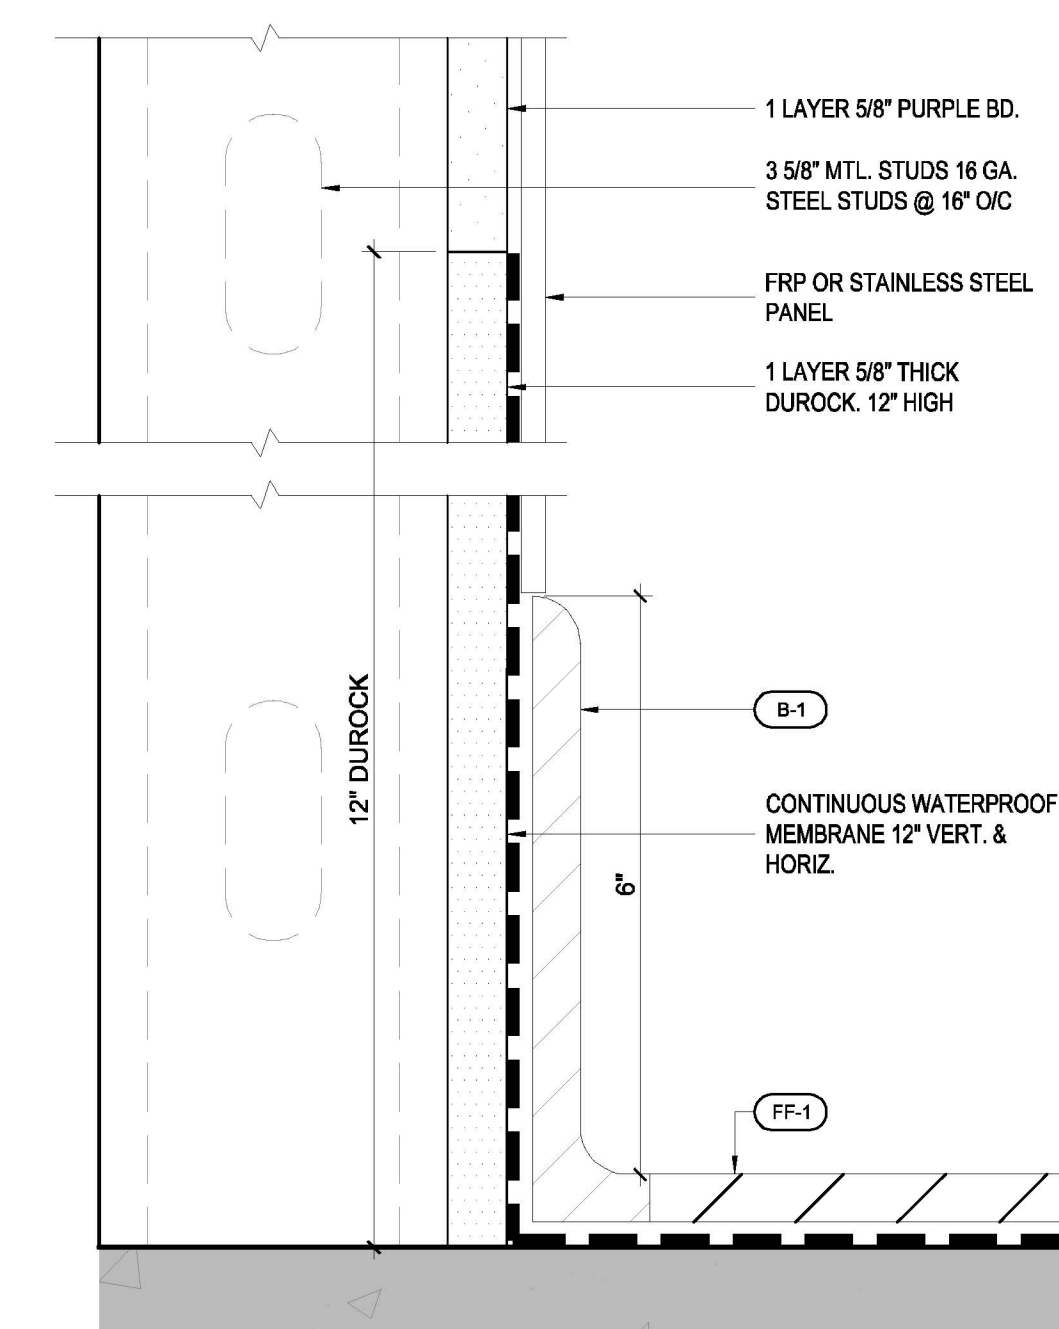 1 LAYER 5/8" PURPLE BD.
3 5/8" MTL. STUDS 16 GA.
STEEL STUDS @ 16" O/C
FRP OR STAINLESS STEEL
PANEL
1 LAYER 5/8" THICK
DUROCK. 12" HIGH
12" DUROCK
B-1
CONTINUOUS WATERPROOF
MEMBRANE 12" VERT. &
HORIZ.
6"
FF-1